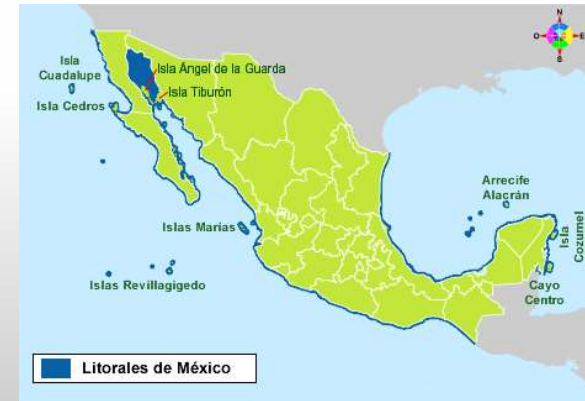 N
O
E
S
Isla
Guadalupe
Isla Ángel de la Guarda
Isla Cedros
Isla Tiburón
Arrecife
Alacrán
Islas Marías
Isla
Cozumel
Islas Revillagigedo
Cayo
Centro
Litorales de México